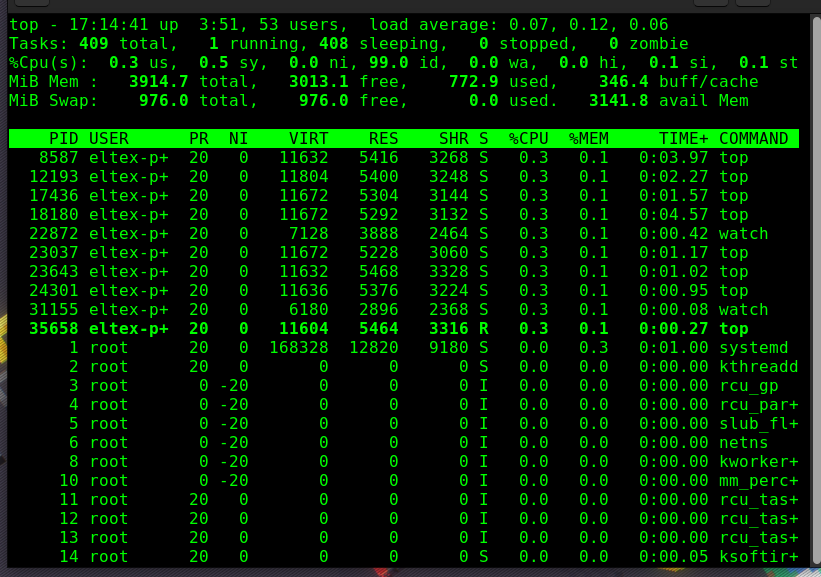 top - 17:14:41 up  3:51, 53 users,  load average: 0.07, 0.12, 0.06
Tasks: 409 total,   1 running, 408 sleeping,   0 stopped,   0 zombie
%Cpu(s):  0.3 us,  0.5 sy,  0.0 ni, 99.0 id,  0.0 wa,  0.0 hi,  0.1 si,  0.1 st
MiB Mem :   3914.7 total,   3013.1 free,    772.9 used,    346.4 buff/cache
MiB Swap:    976.0 total,    976.0 free,      0.0 used.   3141.8 avail Mem
    PID USER      PR  NI    VIRT    RES    SHR S  %CPU  %MEM     TIME+ COMMAND
   8587 eltex-p+  20   0   11632   5416   3268 S   0.3   0.1   0:03.97 top
  12193 eltex-p+  20   0   11804   5400   3248 S   0.3   0.1   0:02.27 top
  17436 eltex-p+  20   0   11672   5304   3144 S   0.3   0.1   0:01.57 top
  18180 eltex-p+  20   0   11672   5292   3132 S   0.3   0.1   0:04.57 top
  22872 eltex-p+  20   0    7128   3888   2464 S   0.3   0.1   0:00.42 watch
  23037 eltex-p+  20   0   11672   5228   3060 S   0.3   0.1   0:01.17 top
  23643 eltex-p+  20   0   11632   5468   3328 S   0.3   0.1   0:01.02 top
  24301 eltex-p+  20   0   11636   5376   3224 S   0.3   0.1   0:00.95 top
  31155 eltex-p+  20   0    6180   2896   2368 S   0.3   0.1   0:00.08 watch
  35658 eltex-p+  20   0   11604   5464   3316 R   0.3   0.1   0:00.27 top
      1 root      20   0  168328  12820   9180 S   0.0   0.3   0:01.00 systemd
      2 root      20   0       0      0      0 S   0.0   0.0   0:00.00 kthreadd
      3 root       0 -20       0      0      0 I   0.0   0.0   0:00.00 rcu_gp
      4 root       0 -20       0      0      0 I   0.0   0.0   0:00.00 rcu_par+
      5 root       0 -20       0      0      0 I   0.0   0.0   0:00.00 slub_fl+
      6 root       0 -20       0      0      0 I   0.0   0.0   0:00.00 netns
      8 root       0 -20       0      0      0 I   0.0   0.0   0:00.00 kworker+
     10 root       0 -20       0      0      0 I   0.0   0.0   0:00.00 mm_perc+
     11 root      20   0       0      0      0 I   0.0   0.0   0:00.00 rcu_tas+
     12 root      20   0       0      0      0 I   0.0   0.0   0:00.00 rcu_tas+
     13 root      20   0       0      0      0 I   0.0   0.0   0:00.00 rcu_tas+
     14 root      20   0       0      0      0 S   0.0   0.0   0:00.05 ksoftir+